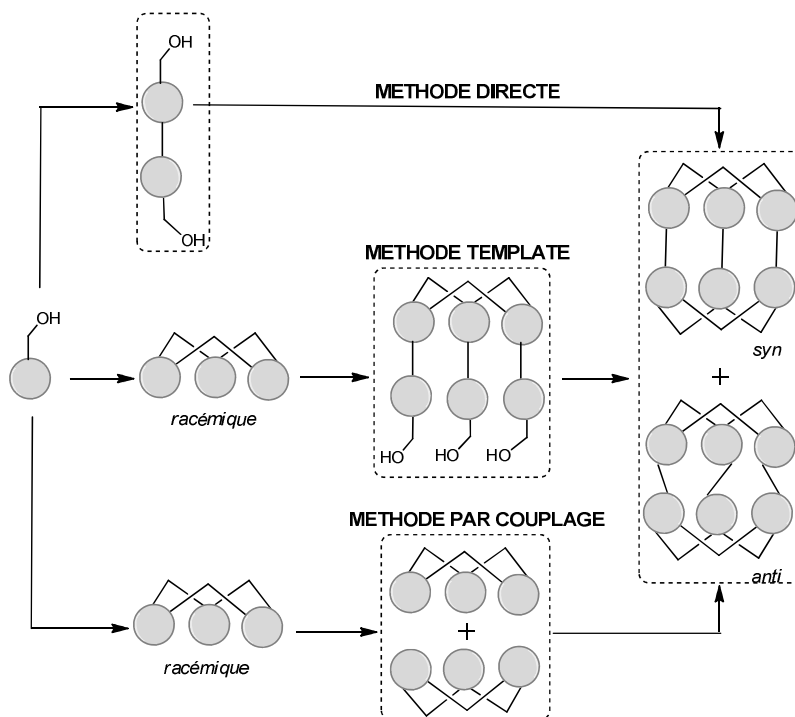 OH
METHODE DIRECTE
OH
METHODE TEMPLATE
OH
syn
+
racémique
HO HO HO
METHODE PAR COUPLAGE
anti
+
racémique